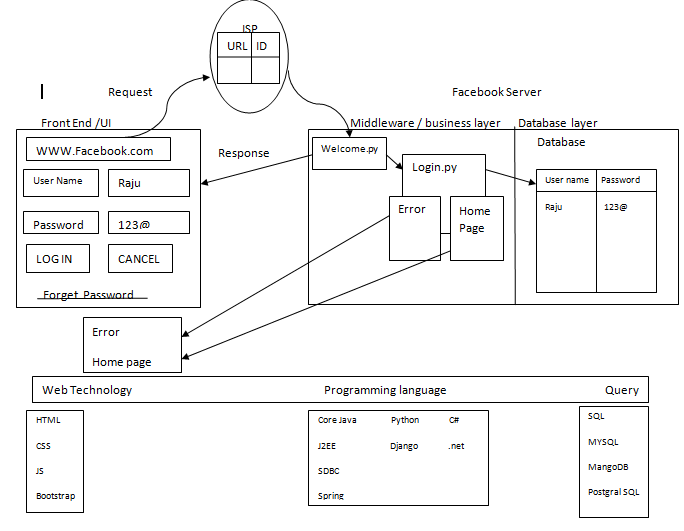 ISP
URL ID
Request
Facebook Server
Front End /UI
Middleware / business layer
Database layer
WWW.Facebook.com
Response
Welcome.py
Database
User Name
Raju
Login.py
User name
Password
Password
123@
Error
Home
Page
Raju
123@
LOG IN
CANCEL
Forget Password
Error
Home page
Web Technology
Programming language
Query
HTML
CSS
JS
Bootstrap
Core Java Python C#
J2EE Django .net
SDBC
Spring
SQL
MYSQL
MangoDB
Postgral SQL